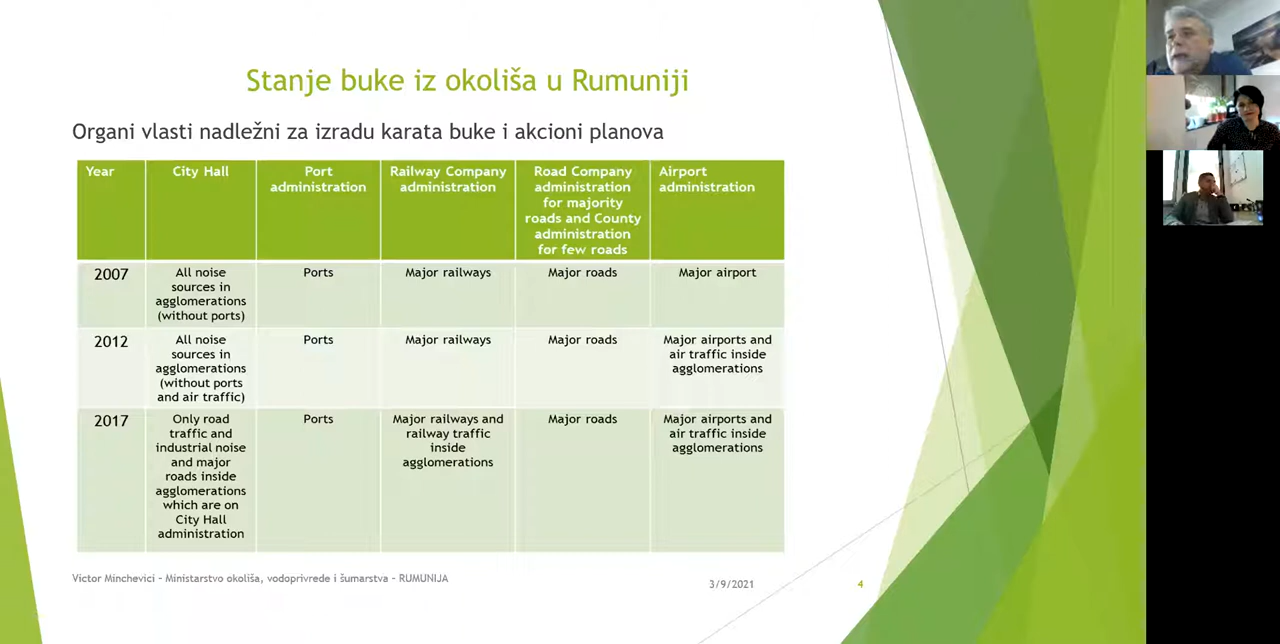 Stanje buke iz okoliša u Rumuniji
Organi vlasti nadležni za izradu karata buke i akcioni planova
Year
City Hall
Port
administration
Railway Company
administration
Road Company
administration
for majority
roads and County
administration
for few roads
Airport
administration
2007
All noise
sources in
agglomerations
(without ports)
Ports
Major railways
Major roads
Major airport
2012
All noise
sources in
agglomerations
(without ports
and air traffic)
Ports
Major railways
Major roads
Major airports and
air traffic inside
agglomerations
2017
Only road
traffic and
industrial noise
and major
roads inside
agglomerations
which are on
City Hall
administration
Ports
Major railways and
railway traffic
inside
agglomerations
Major roads
Major airports and
air traffic inside
agglomerations
Victor Minchevici – Ministarstvo okoliša, vodoprivrede i šumarstva – RUMUNIJA
3/9/2021
4